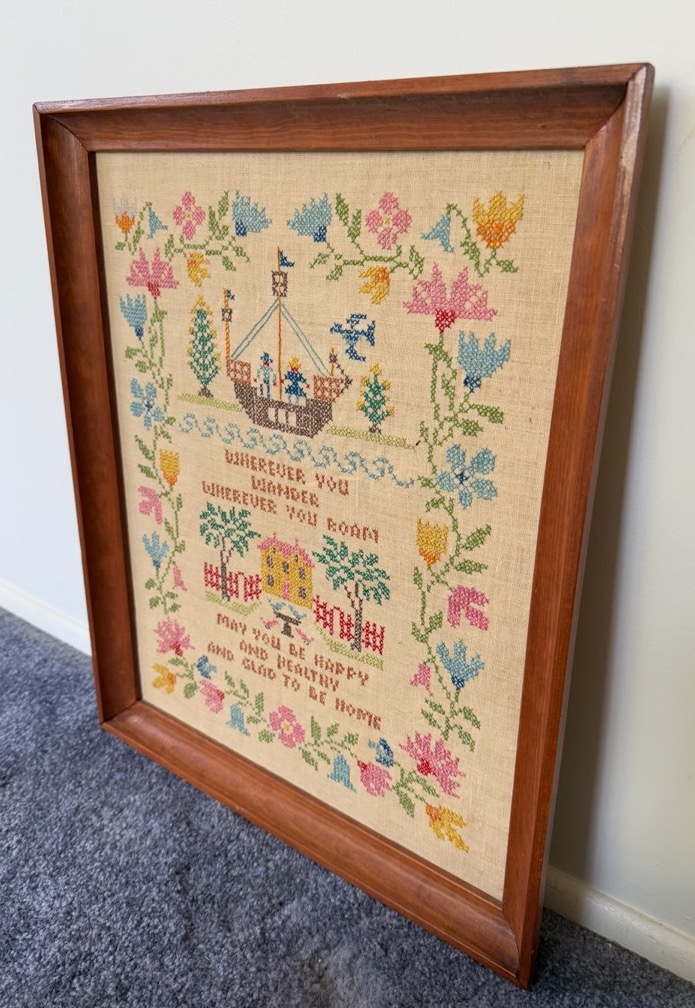 WHEREVER YOU
WANDER
WHEREVER YOU ROAM
MAY YOU BE HAPPY
AND HEALTHY
AND GLAD TO BE HOME